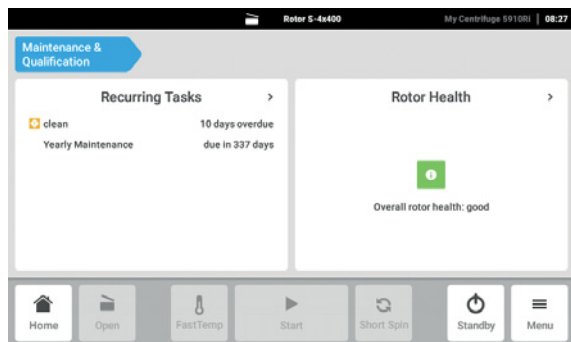 Rotor S-4x400 My Centrifuge 5910Ri | 08:27
Maintenance &
Qualification
Recurring Tasks >
clean 10 days overdue
Yearly Maintenance due in 337 days
Rotor Health >
Overall rotor health: good
Home Open FastTemp Start Short Spin Standby Menu